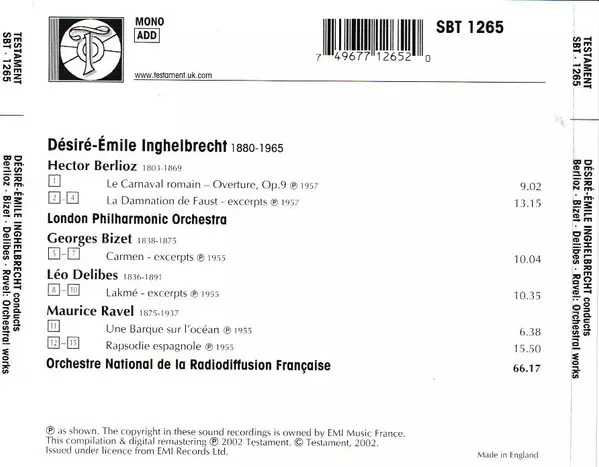 TESTAMENT
SBT · 1265
DÉSIRÉ-ÉMILE INGHELBRECHT conducts
Berlioz · Bizet · Delibes · Ravel: Orchestral works
MONO
ADD
www.testament.uk.com
7 49677 12652 0
SBT 1265
Désiré-Émile Inghelbrecht 1880-1965
Hector Berlioz 1803-1869
1 Le Carnaval romain – Overture, Op.9 ℗ 1957 9.02
2 - 4 La Damnation de Faust - excerpts ℗ 1957 13.15
London Philharmonic Orchestra
Georges Bizet 1838-1875
5 - 7 Carmen - excerpts ℗ 1955 10.04
Léo Delibes 1836-1891
8 - 10 Lakmé - excerpts ℗ 1955 10.35
Maurice Ravel 1875-1937
11 Une Barque sur l'océan ℗ 1955 6.38
12 - 15 Rapsodie espagnole ℗ 1955 15.50
Orchestre National de la Radiodiffusion Française 66.17
℗ as shown. The copyright in these sound recordings is owned by EMI Music France.
This compilation & digital remastering ℗ 2002 Testament. © Testament, 2002.
Issued under licence from EMI Records Ltd.
Made in England
TESTAMENT
SBT · 1265
DÉSIRÉ-ÉMILE INGHELBRECHT conducts
Berlioz · Bizet · Delibes · Ravel: Orchestral works